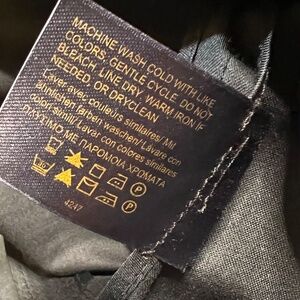 MACHINE WASH COLD WITH LIKE
COLORS, GENTLE CYCLE. DO NOT
BLEACH. LINE DRY. WARM IRON IF
NEEDED, OR DRYCLEAN
Laver avec couleurs similaires/Mit
ähnlichen farben waschen/Lavare con
colori similari/Lavar con colores similares
ΠΛΥΣΙΜΟ ΜΕ ΠΑΡΟΜΟΙΑ ΧΡΩΜΑΤΑ
P
P
4247